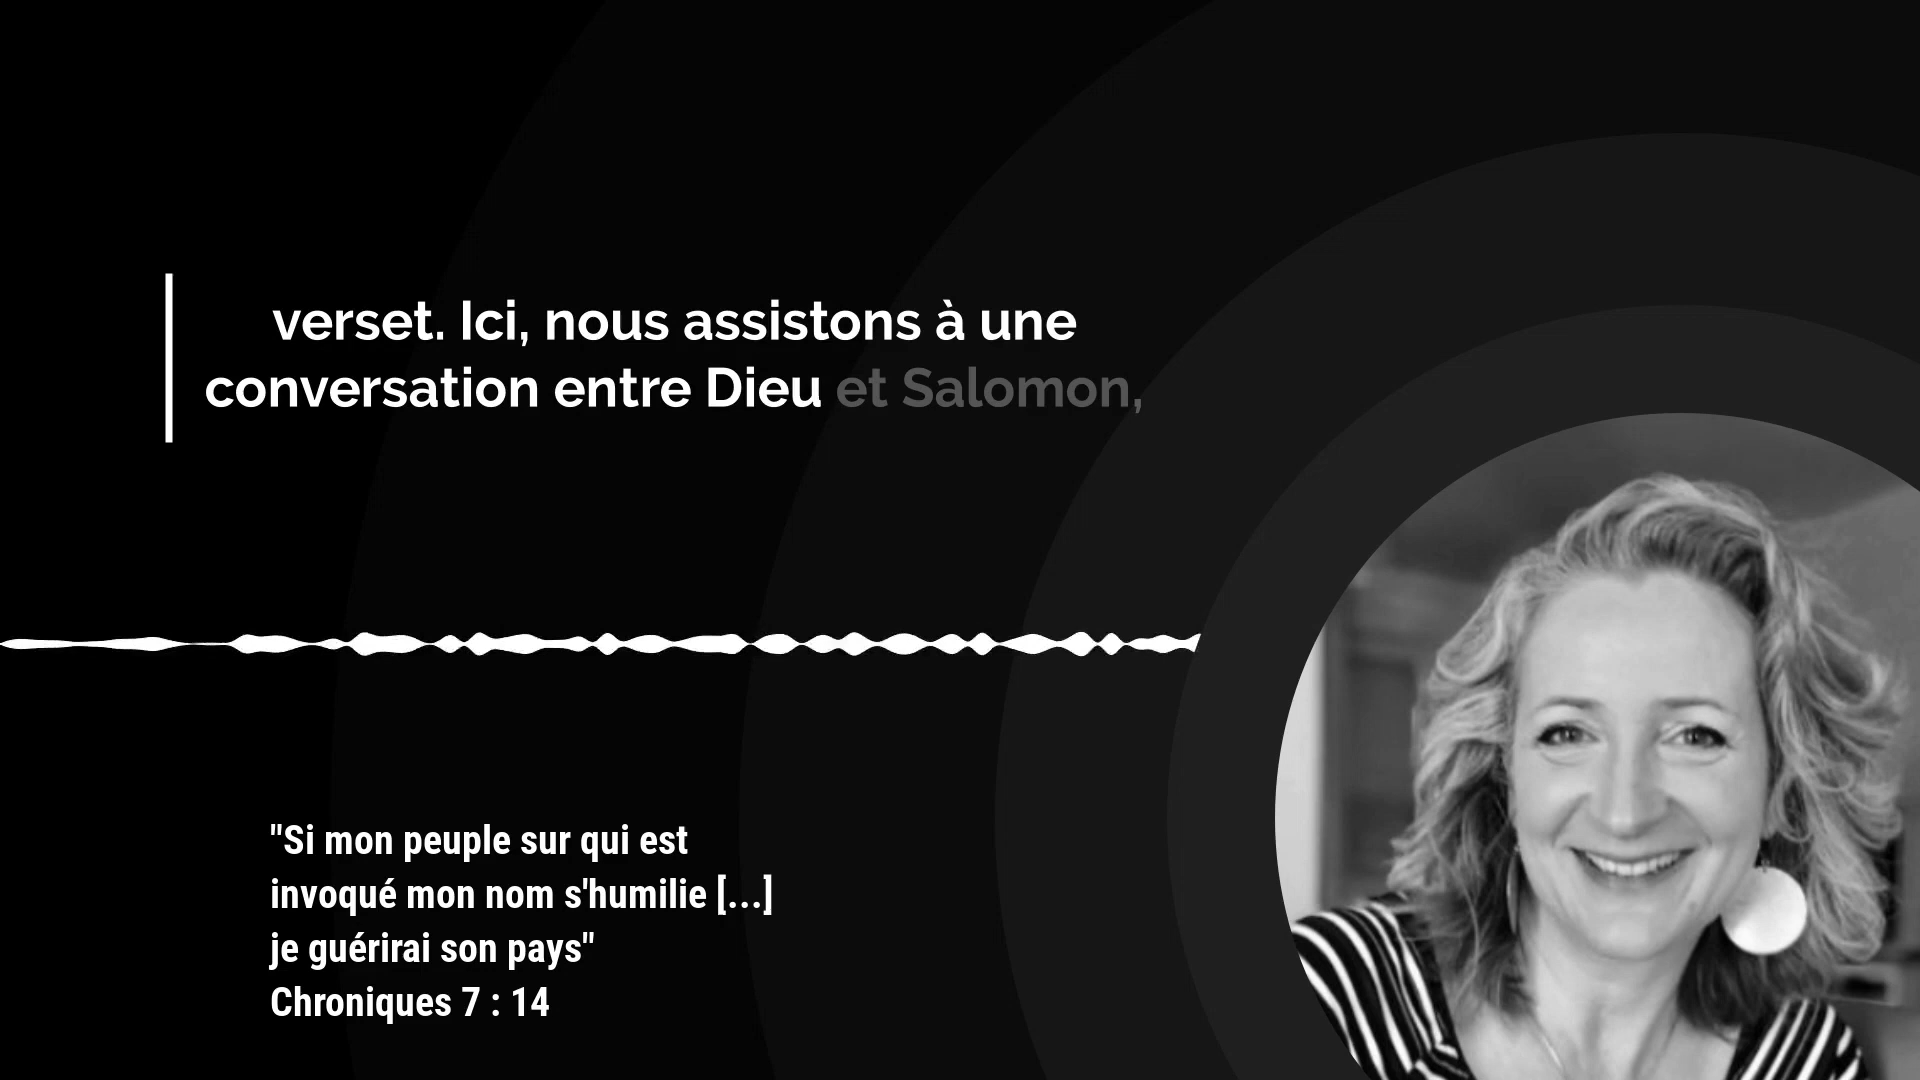 verset. Ici, nous assistons à une
conversation entre Dieu et Salomon,
"Si mon peuple sur qui est
invoqué mon nom s'humilie [...]
je guérirai son pays"
Chroniques 7 : 14